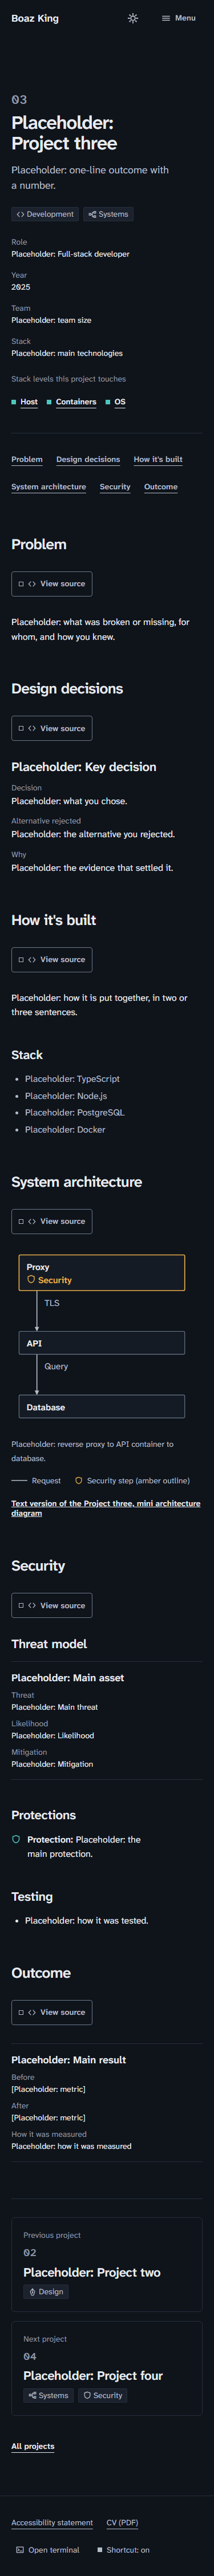 Boaz King
Menu
03
Placeholder:
Project three
Placeholder: one-line outcome with
a number.
Development
Systems
Role
Placeholder: Full-stack developer
Year
2025
Team
Placeholder: team size
Stack
Placeholder: main technologies
Stack levels this project touches
Host Containers OS
Problem Design decisions How it's built
System architecture Security Outcome
Problem
View source
Placeholder: what was broken or missing, for
whom, and how you knew.
Design decisions
View source
Placeholder: Key decision
Decision
Placeholder: what you chose.
Alternative rejected
Placeholder: the alternative you rejected.
Why
Placeholder: the evidence that settled it.
How it's built
View source
Placeholder: how it is put together, in two or
three sentences.
Stack
Placeholder: TypeScript
Placeholder: Node.js
Placeholder: PostgreSQL
Placeholder: Docker
System architecture
View source
Proxy
Security
TLS
API
Query
Database
Placeholder: reverse proxy to API container to
database.
Request Security step (amber outline)
Text version of the Project three, mini architecture
diagram
Security
View source
Threat model
Placeholder: Main asset
Threat
Placeholder: Main threat
Likelihood
Placeholder: Likelihood
Mitigation
Placeholder: Mitigation
Protections
Protection: Placeholder: the
main protection.
Testing
Placeholder: how it was tested.
Outcome
View source
Placeholder: Main result
Before
[Placeholder: metric]
After
[Placeholder: metric]
How it was measured
Placeholder: how it was measured
Previous project
02
Placeholder: Project two
Design
Next project
04
Placeholder: Project four
Systems Security
All projects
Accessibility statement CV (PDF)
Open terminal Shortcut: on